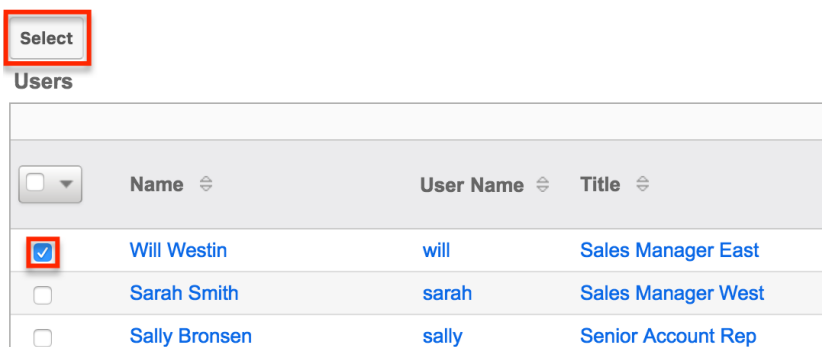 Select
Users
Name User Name Title
Will Westin will Sales Manager East
Sarah Smith sarah Sales Manager West
Sally Bronsen sally Senior Account Rep